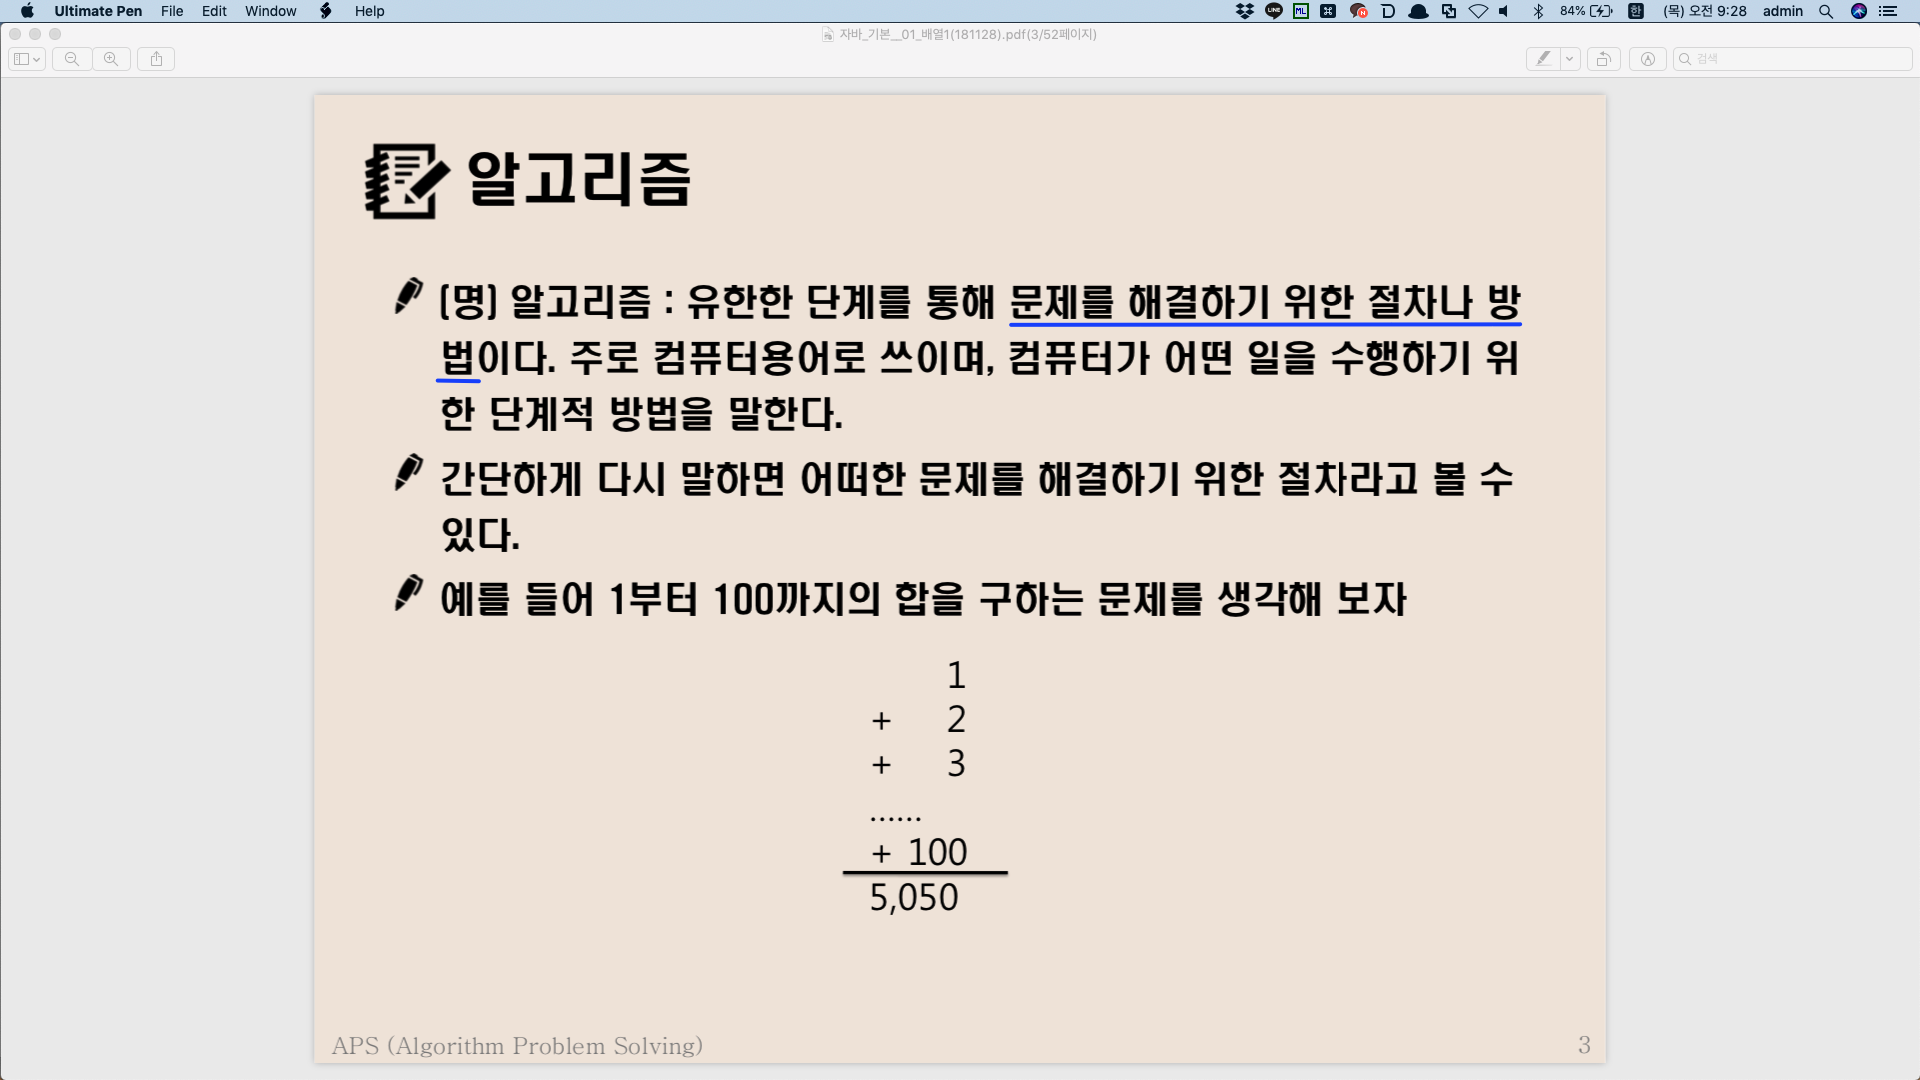 Ultimate Pen File Edit Window Help 84% 한 (목) 오전 9:28 admin
자바_기본__01_배열1(181128).pdf(3/52페이지)
검색
알고리즘
(명) 알고리즘 : 유한한 단계를 통해 문제를 해결하기 위한 절차나 방
법이다. 주로 컴퓨터용어로 쓰이며, 컴퓨터가 어떤 일을 수행하기 위
한 단계적 방법을 말한다.
간단하게 다시 말하면 어떠한 문제를 해결하기 위한 절차라고 볼 수
있다.
예를 들어 1부터 100까지의 합을 구하는 문제를 생각해 보자
1
+ 2
+ 3
......
+ 100
5,050
APS (Algorithm Problem Solving) 3